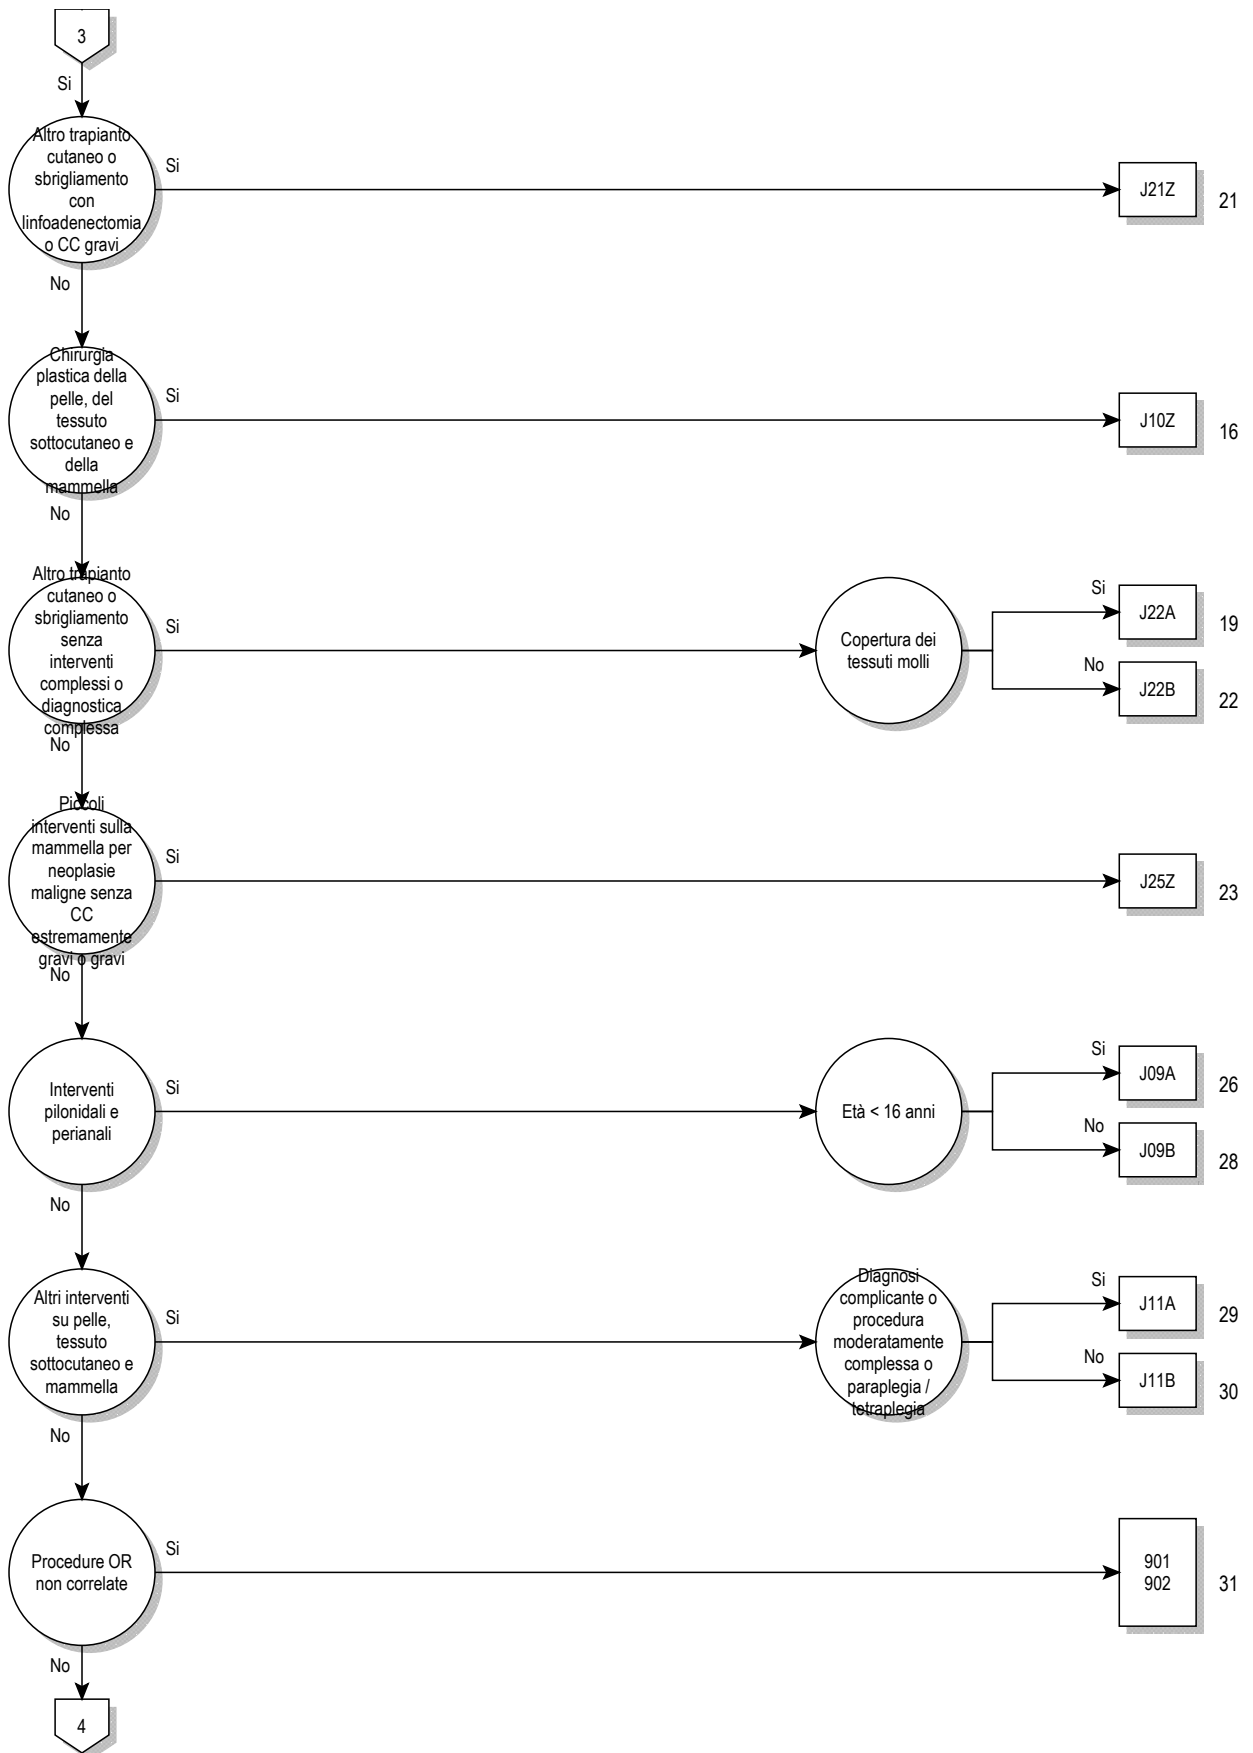 3
Si
Altro trapianto
cutaneo o
sbrigliamento
con
linfoadenectomia
o CC gravi
Si
J21Z
21
No
Chirurgia
plastica della
pelle, del
tessuto
sottocutaneo e
della
mammella
Si
J10Z
16
No
Altro trapianto
cutaneo o
sbrigliamento
senza
interventi
complessi o
diagnostica
complessa
Si
Copertura dei
tessuti molli
Si
J22A
19
No
J22B
22
No
Piccoli
interventi sulla
mammella per
neoplasie
maligne senza
CC
estremamente
gravi o gravi
Si
J25Z
23
No
Interventi
pilonidali e
perianali
Si
Età < 16 anni
Si
J09A
26
No
J09B
28
No
Altri interventi
su pelle,
tessuto
sottocutaneo e
mammella
Si
Diagnosi
complicante o
procedura
moderatamente
complessa o
paraplegia /
tetraplegia
Si
J11A
29
No
J11B
30
No
Procedure OR
non correlate
Si
901
902
31
No
4